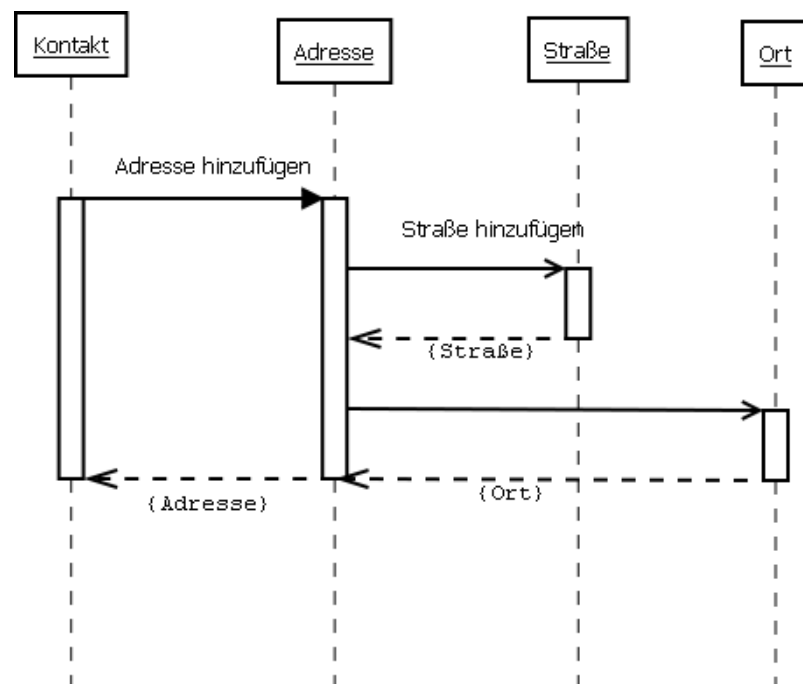 Kontakt
Adresse
Straße
Ort
Adresse hinzufügen
Straße hinzufügen
{Straße}
{Adresse}
{Ort}